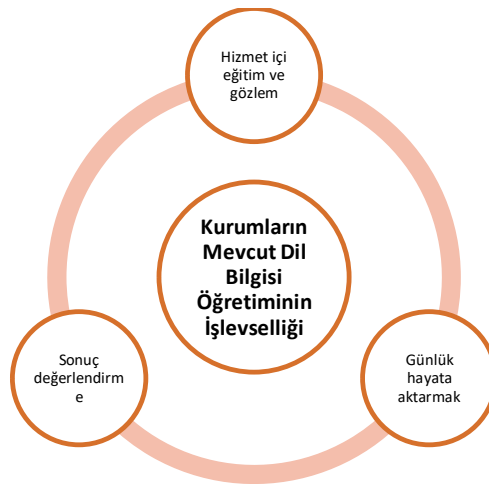 Hizmet içi
eğitim ve
gözlem
Kurumların
Mevcut Dil
Bilgisi
Öğretiminin
İşlevselliği
Sonuç
değerlendirm
e
Günlük
hayata
aktarmak